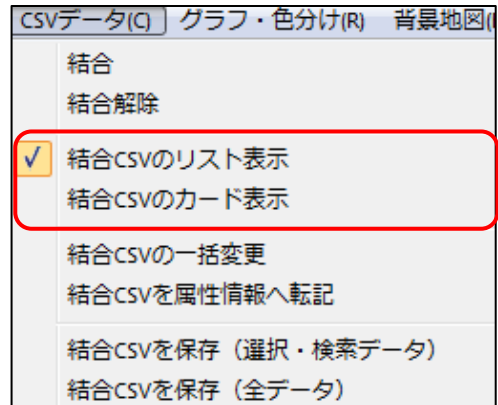 CSVデータ(C) グラフ・色分け(R) 背景地図(
結合
結合解除
✓ 結合CSVのリスト表示
結合CSVのカード表示
結合CSVの一括変更
結合CSVを属性情報へ転記
結合CSVを保存（選択・検索データ）
結合CSVを保存（全データ）